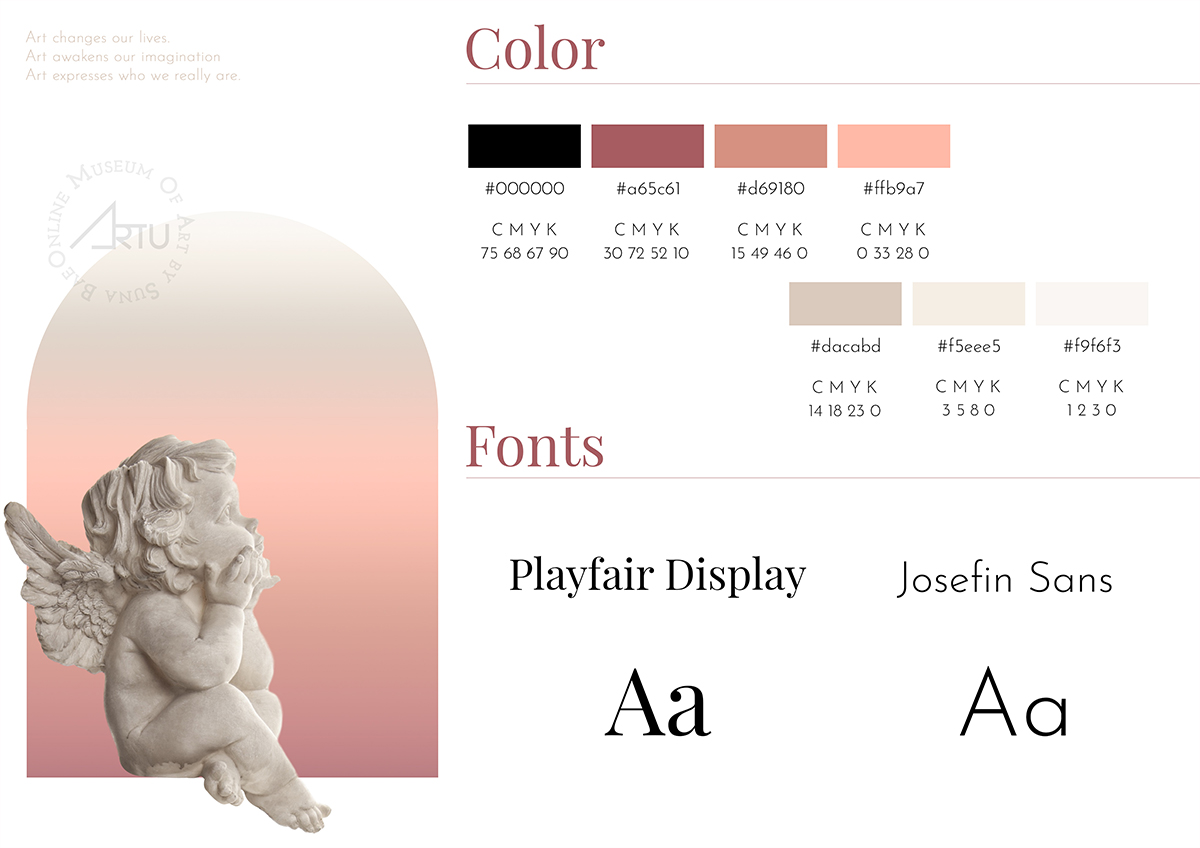 Art changes our lives.
Art awakens our imagination
Art expresses who we really are.
Online Museum Of Art by Suna Bae
ARTU
Color
#000000
#a65c61
#d69180
#ffb9a7
C M Y K
75 68 67 90
C M Y K
30 72 52 10
C M Y K
15 49 46 0
C M Y K
0 33 28 0
#dacabd
#f5eee5
#f9f6f3
C M Y K
14 18 23 0
C M Y K
3 5 8 0
C M Y K
1 2 3 0
Fonts
Playfair Display
Josefin Sans
Aa
Aa